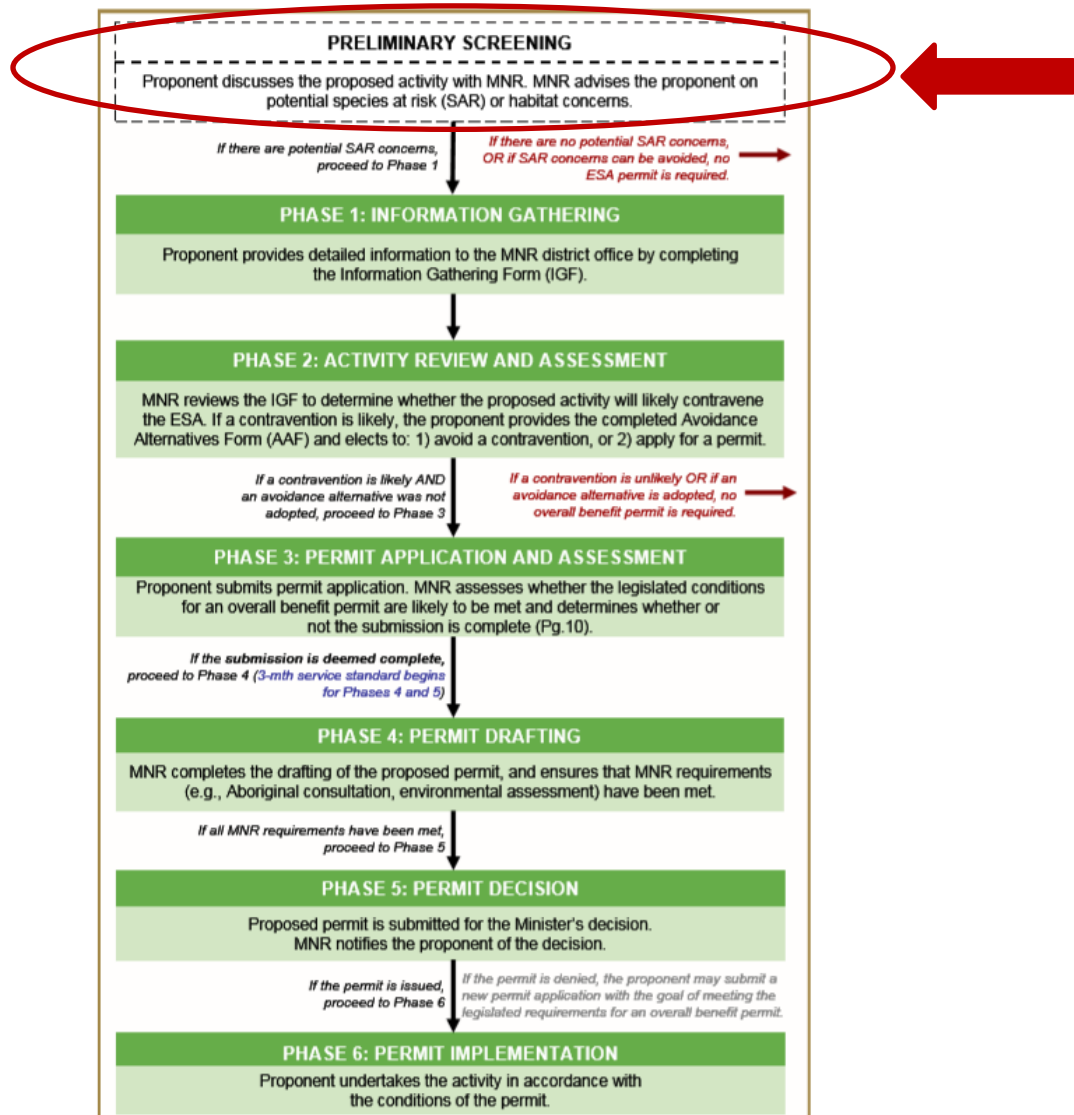 PRELIMINARY SCREENING
Proponent discusses the proposed activity with MNR. MNR advises the proponent on
potential species at risk (SAR) or habitat concerns.
If there are potential SAR concerns,
proceed to Phase 1
If there are no potential SAR concerns,
OR if SAR concerns can be avoided, no
ESA permit is required.
PHASE 1: INFORMATION GATHERING
Proponent provides detailed information to the MNR district office by completing
the Information Gathering Form (IGF).
PHASE 2: ACTIVITY REVIEW AND ASSESSMENT
MNR reviews the IGF to determine whether the proposed activity will likely contravene
the ESA. If a contravention is likely, the proponent provides the completed Avoidance
Alternatives Form (AAF) and elects to: 1) avoid a contravention, or 2) apply for a permit.
If a contravention is likely AND
an avoidance alternative was not
adopted, proceed to Phase 3
If a contravention is unlikely OR if an
avoidance alternative is adopted, no
overall benefit permit is required.
PHASE 3: PERMIT APPLICATION AND ASSESSMENT
Proponent submits permit application. MNR assesses whether the legislated conditions
for an overall benefit permit are likely to be met and determines whether or
not the submission is complete (Pg.10).
If the submission is deemed complete,
proceed to Phase 4 (3-mth service standard begins
for Phases 4 and 5)
PHASE 4: PERMIT DRAFTING
MNR completes the drafting of the proposed permit, and ensures that MNR requirements
(e.g., Aboriginal consultation, environmental assessment) have been met.
If all MNR requirements have been met,
proceed to Phase 5
PHASE 5: PERMIT DECISION
Proposed permit is submitted for the Minister's decision.
MNR notifies the proponent of the decision.
If the permit is issued,
proceed to Phase 6
If the permit is denied, the proponent may submit a
new permit application with the goal of meeting the
legislated requirements for an overall benefit permit.
PHASE 6: PERMIT IMPLEMENTATION
Proponent undertakes the activity in accordance with
the conditions of the permit.